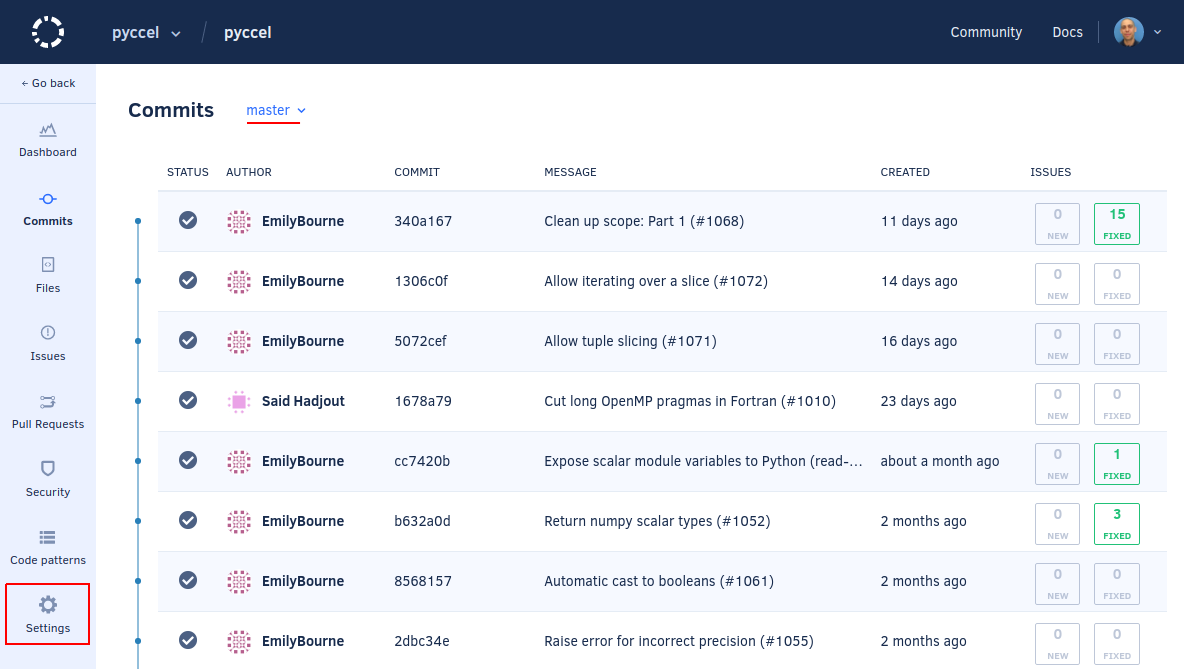 pyccel / pyccel
Community Docs
← Go back
Dashboard
Commits
Files
Issues
Pull Requests
Security
Code patterns
Settings
Commits master
STATUS AUTHOR COMMIT MESSAGE CREATED ISSUES
EmilyBourne 340a167 Clean up scope: Part 1 (#1068) 11 days ago 0 NEW 15 FIXED
EmilyBourne 1306c0f Allow iterating over a slice (#1072) 14 days ago 0 NEW 0 FIXED
EmilyBourne 5072cef Allow tuple slicing (#1071) 16 days ago 0 NEW 0 FIXED
Said Hadjout 1678a79 Cut long OpenMP pragmas in Fortran (#1010) 23 days ago 0 NEW 0 FIXED
EmilyBourne cc7420b Expose scalar module variables to Python (read-... about a month ago 0 NEW 1 FIXED
EmilyBourne b632a0d Return numpy scalar types (#1052) 2 months ago 0 NEW 3 FIXED
EmilyBourne 8568157 Automatic cast to booleans (#1061) 2 months ago 0 NEW 0 FIXED
EmilyBourne 2dbc34e Raise error for incorrect precision (#1055) 2 months ago 0 NEW 0 FIXED